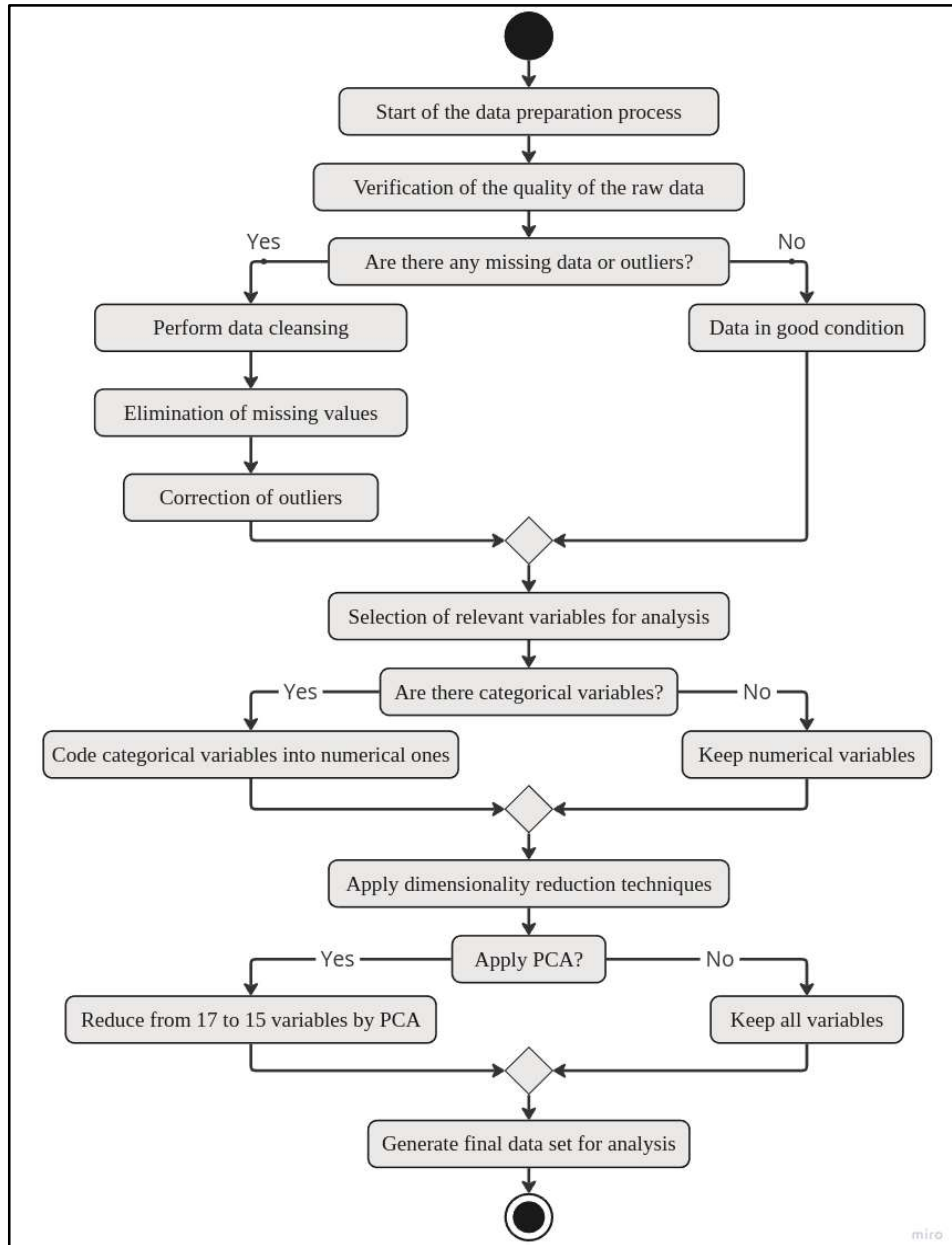 Start of the data preparation process
Verification of the quality of the raw data
Yes
No
Are there any missing data or outliers?
Perform data cleansing
Data in good condition
Elimination of missing values
Correction of outliers
Selection of relevant variables for analysis
Yes
Are there categorical variables?
No
Code categorical variables into numerical ones
Keep numerical variables
Apply dimensionality reduction techniques
Yes
Apply PCA?
No
Reduce from 17 to 15 variables by PCA
Keep all variables
Generate final data set for analysis
miro